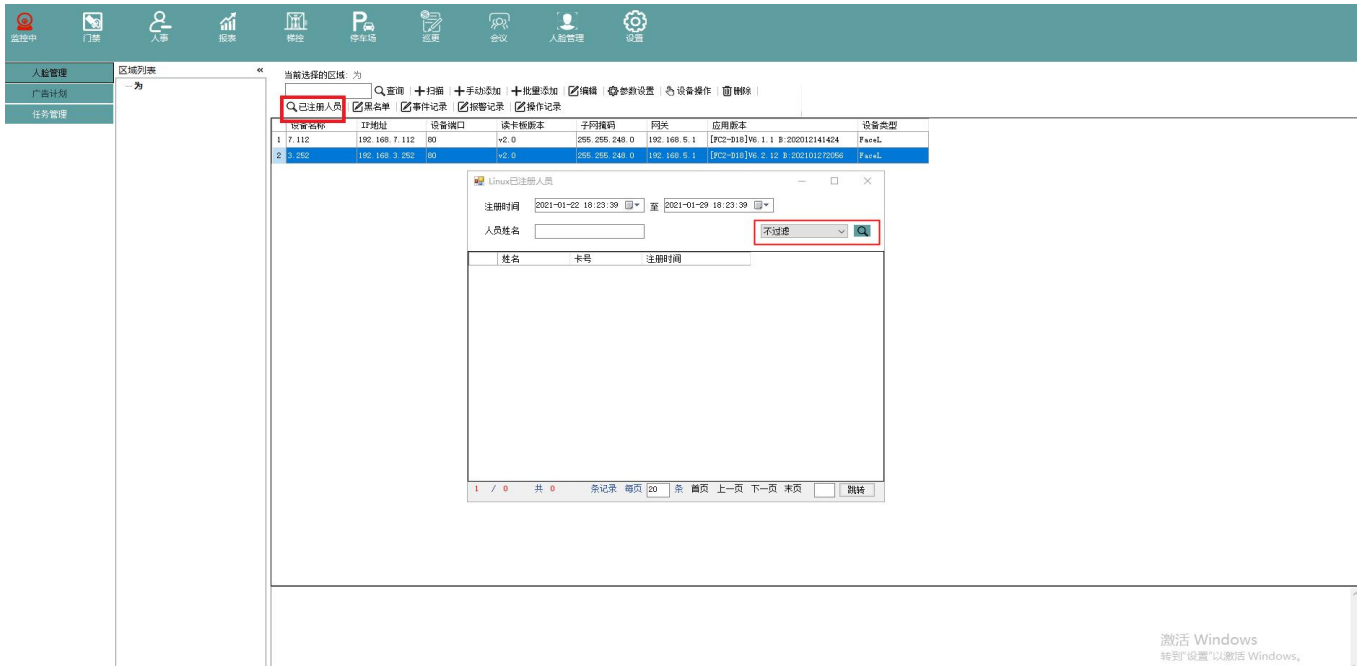 监控中 门禁 人事 报表 梯控 停车场 巡更 会议 人脸管理 设置
人脸管理
广告计划
任务管理
区域列表 «
为
当前选择的区域: 为
查询 扫描 手动添加 批量添加 编辑 参数设置 设备操作 删除
已注册人员 黑名单 事件记录 报警记录 操作记录
设备名称 IP地址 设备端口 读卡板版本 子网掩码 网关 应用版本 设备类型
1 7.112 192.168.7.112 80 v2.0 255.255.248.0 192.168.5.1 [FC2-D18]V6.1.1 B:202012141424 FaceL
2 3.252 192.168.3.252 80 v2.0 255.255.248.0 192.168.5.1 [FC2-D18]V6.2.12 B:202101272056 FaceL
Linux已注册人员
注册时间 2021-01-22 18:23:39 至 2021-01-29 18:23:39
人员姓名 不过滤
姓名 卡号 注册时间
1 / 0 共 0 条记录 每页 20 条 首页 上一页 下一页 末页 跳转
激活 Windows
转到"设置"以激活 Windows。